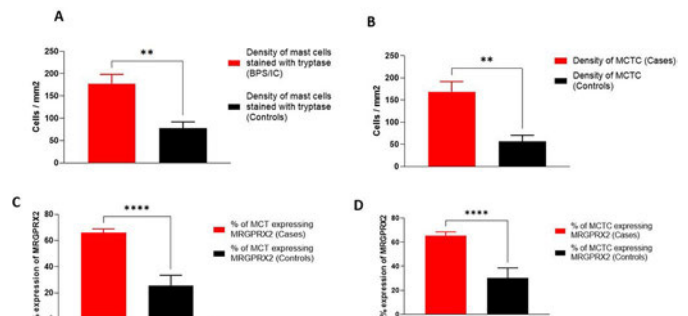 A
**
250
200
150
100
50
0
Cells / mm2
Density of mast cells
stained with tryptase
(BPS/IC)
Density of mast cells
stained with tryptase
(Controls)
B
**
250
200
150
100
50
0
Cells / mm2
Density of MCTC (Cases)
Density of MCTC
(Controls)
C
****
80
60
40
20
expression of MRGPRX2
% of MCT expressing
MRGPRX2 (Cases)
% of MCT expressing
MRGPRX2 (Controls)
D
****
80
60
40
20
0
% expression of MRGPRX2
% of MCTC expressing
MRGPRX2 (Cases)
% of MCTC expressing
MRGPRX2 (Controls)